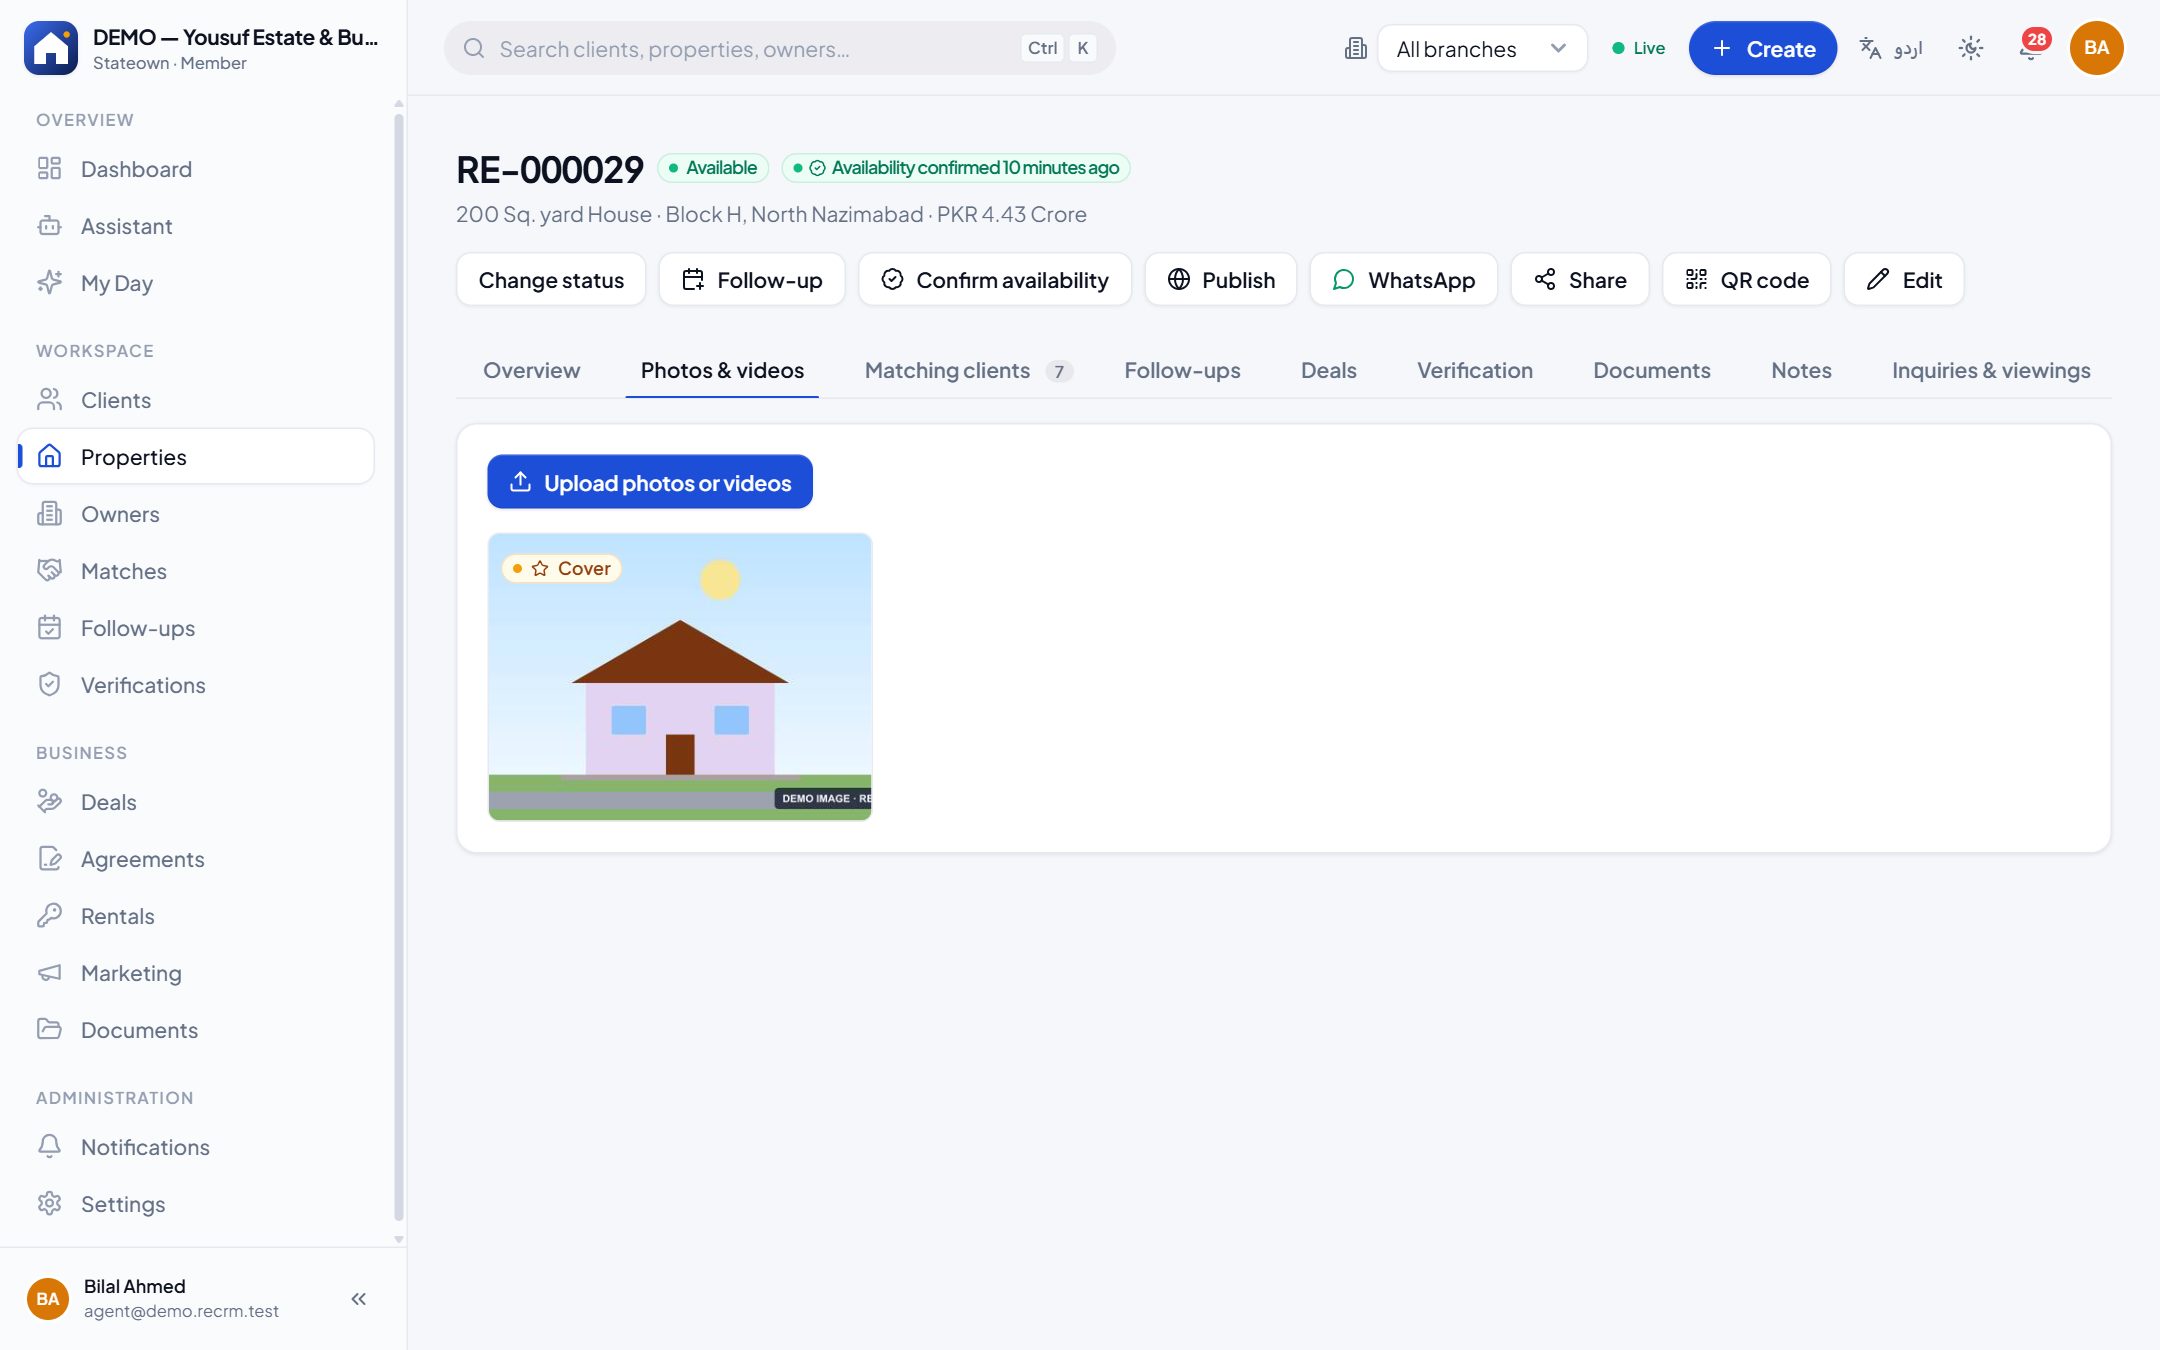 DEMO — Yousuf Estate & Bu...
Stateown · Member
OVERVIEW
Dashboard
Assistant
My Day
WORKSPACE
Clients
Properties
Owners
Matches
Follow-ups
Verifications
BUSINESS
Deals
Agreements
Rentals
Marketing
Documents
ADMINISTRATION
Notifications
Settings
BA
Bilal Ahmed
agent@demo.recrm.test
Search clients, properties, owners... Ctrl K
All branches
Live
Create
اردو
28
BA
RE-000029 Available Availability confirmed 10 minutes ago
200 Sq. yard House · Block H, North Nazimabad · PKR 4.43 Crore
Change status Follow-up Confirm availability Publish WhatsApp Share QR code Edit
Overview Photos & videos Matching clients 7 Follow-ups Deals Verification Documents Notes Inquiries & viewings
Upload photos or videos
Cover
DEMO IMAGE · RE